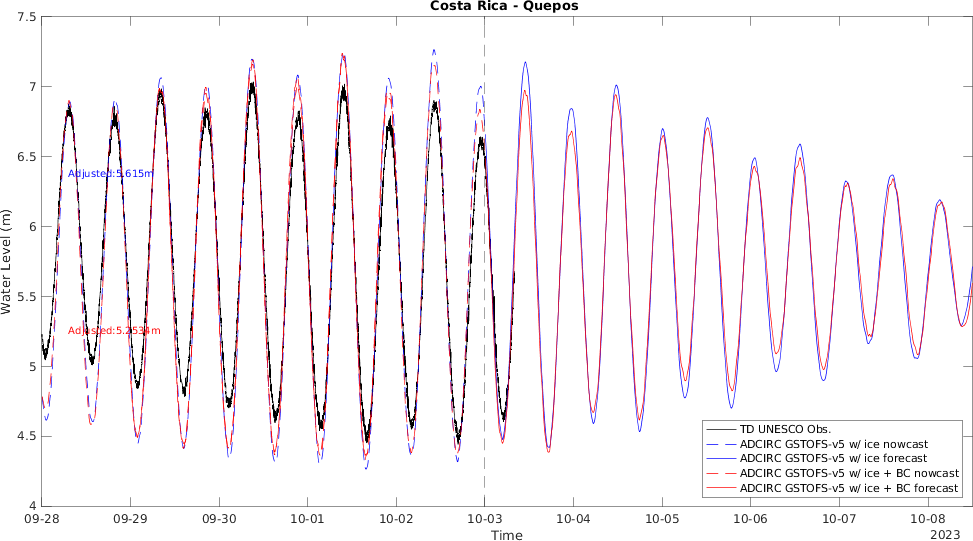 Costa Rica - Quepos
7.5
7
6.5
6
5.5
5
4.5
4
Water Level (m)
Adjusted:5.615m
Adjusted:5.2534m
TD UNESCO Obs.
ADCIRC GSTOFS-v5 w/ ice nowcast
ADCIRC GSTOFS-v5 w/ ice forecast
ADCIRC GSTOFS-v5 w/ ice + BC nowcast
ADCIRC GSTOFS-v5 w/ ice + BC forecast
09-28 09-29 09-30 10-01 10-02 10-03 10-04 10-05 10-06 10-07 10-08
2023
Time